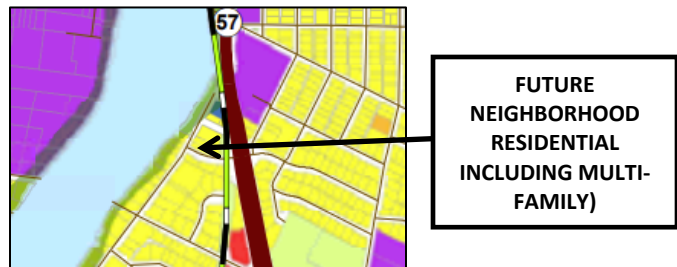 57
FUTURE
NEIGHBORHOOD
RESIDENTIAL
INCLUDING MULTI-
FAMILY)